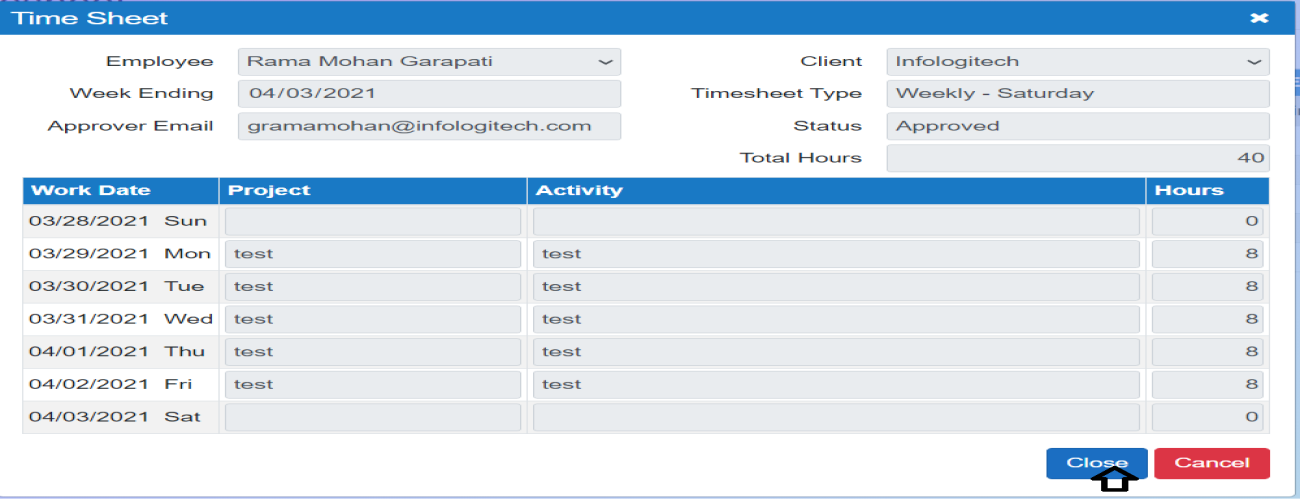 Time Sheet
Employee Rama Mohan Garapati Client Infologitech
Week Ending 04/03/2021 Timesheet Type Weekly - Saturday
Approver Email gramamohan@infologitech.com Status Approved
Total Hours 40
Work Date Project Activity Hours
03/28/2021 Sun 0
03/29/2021 Mon test test 8
03/30/2021 Tue test test 8
03/31/2021 Wed test test 8
04/01/2021 Thu test test 8
04/02/2021 Fri test test 8
04/03/2021 Sat 0
Close Cancel